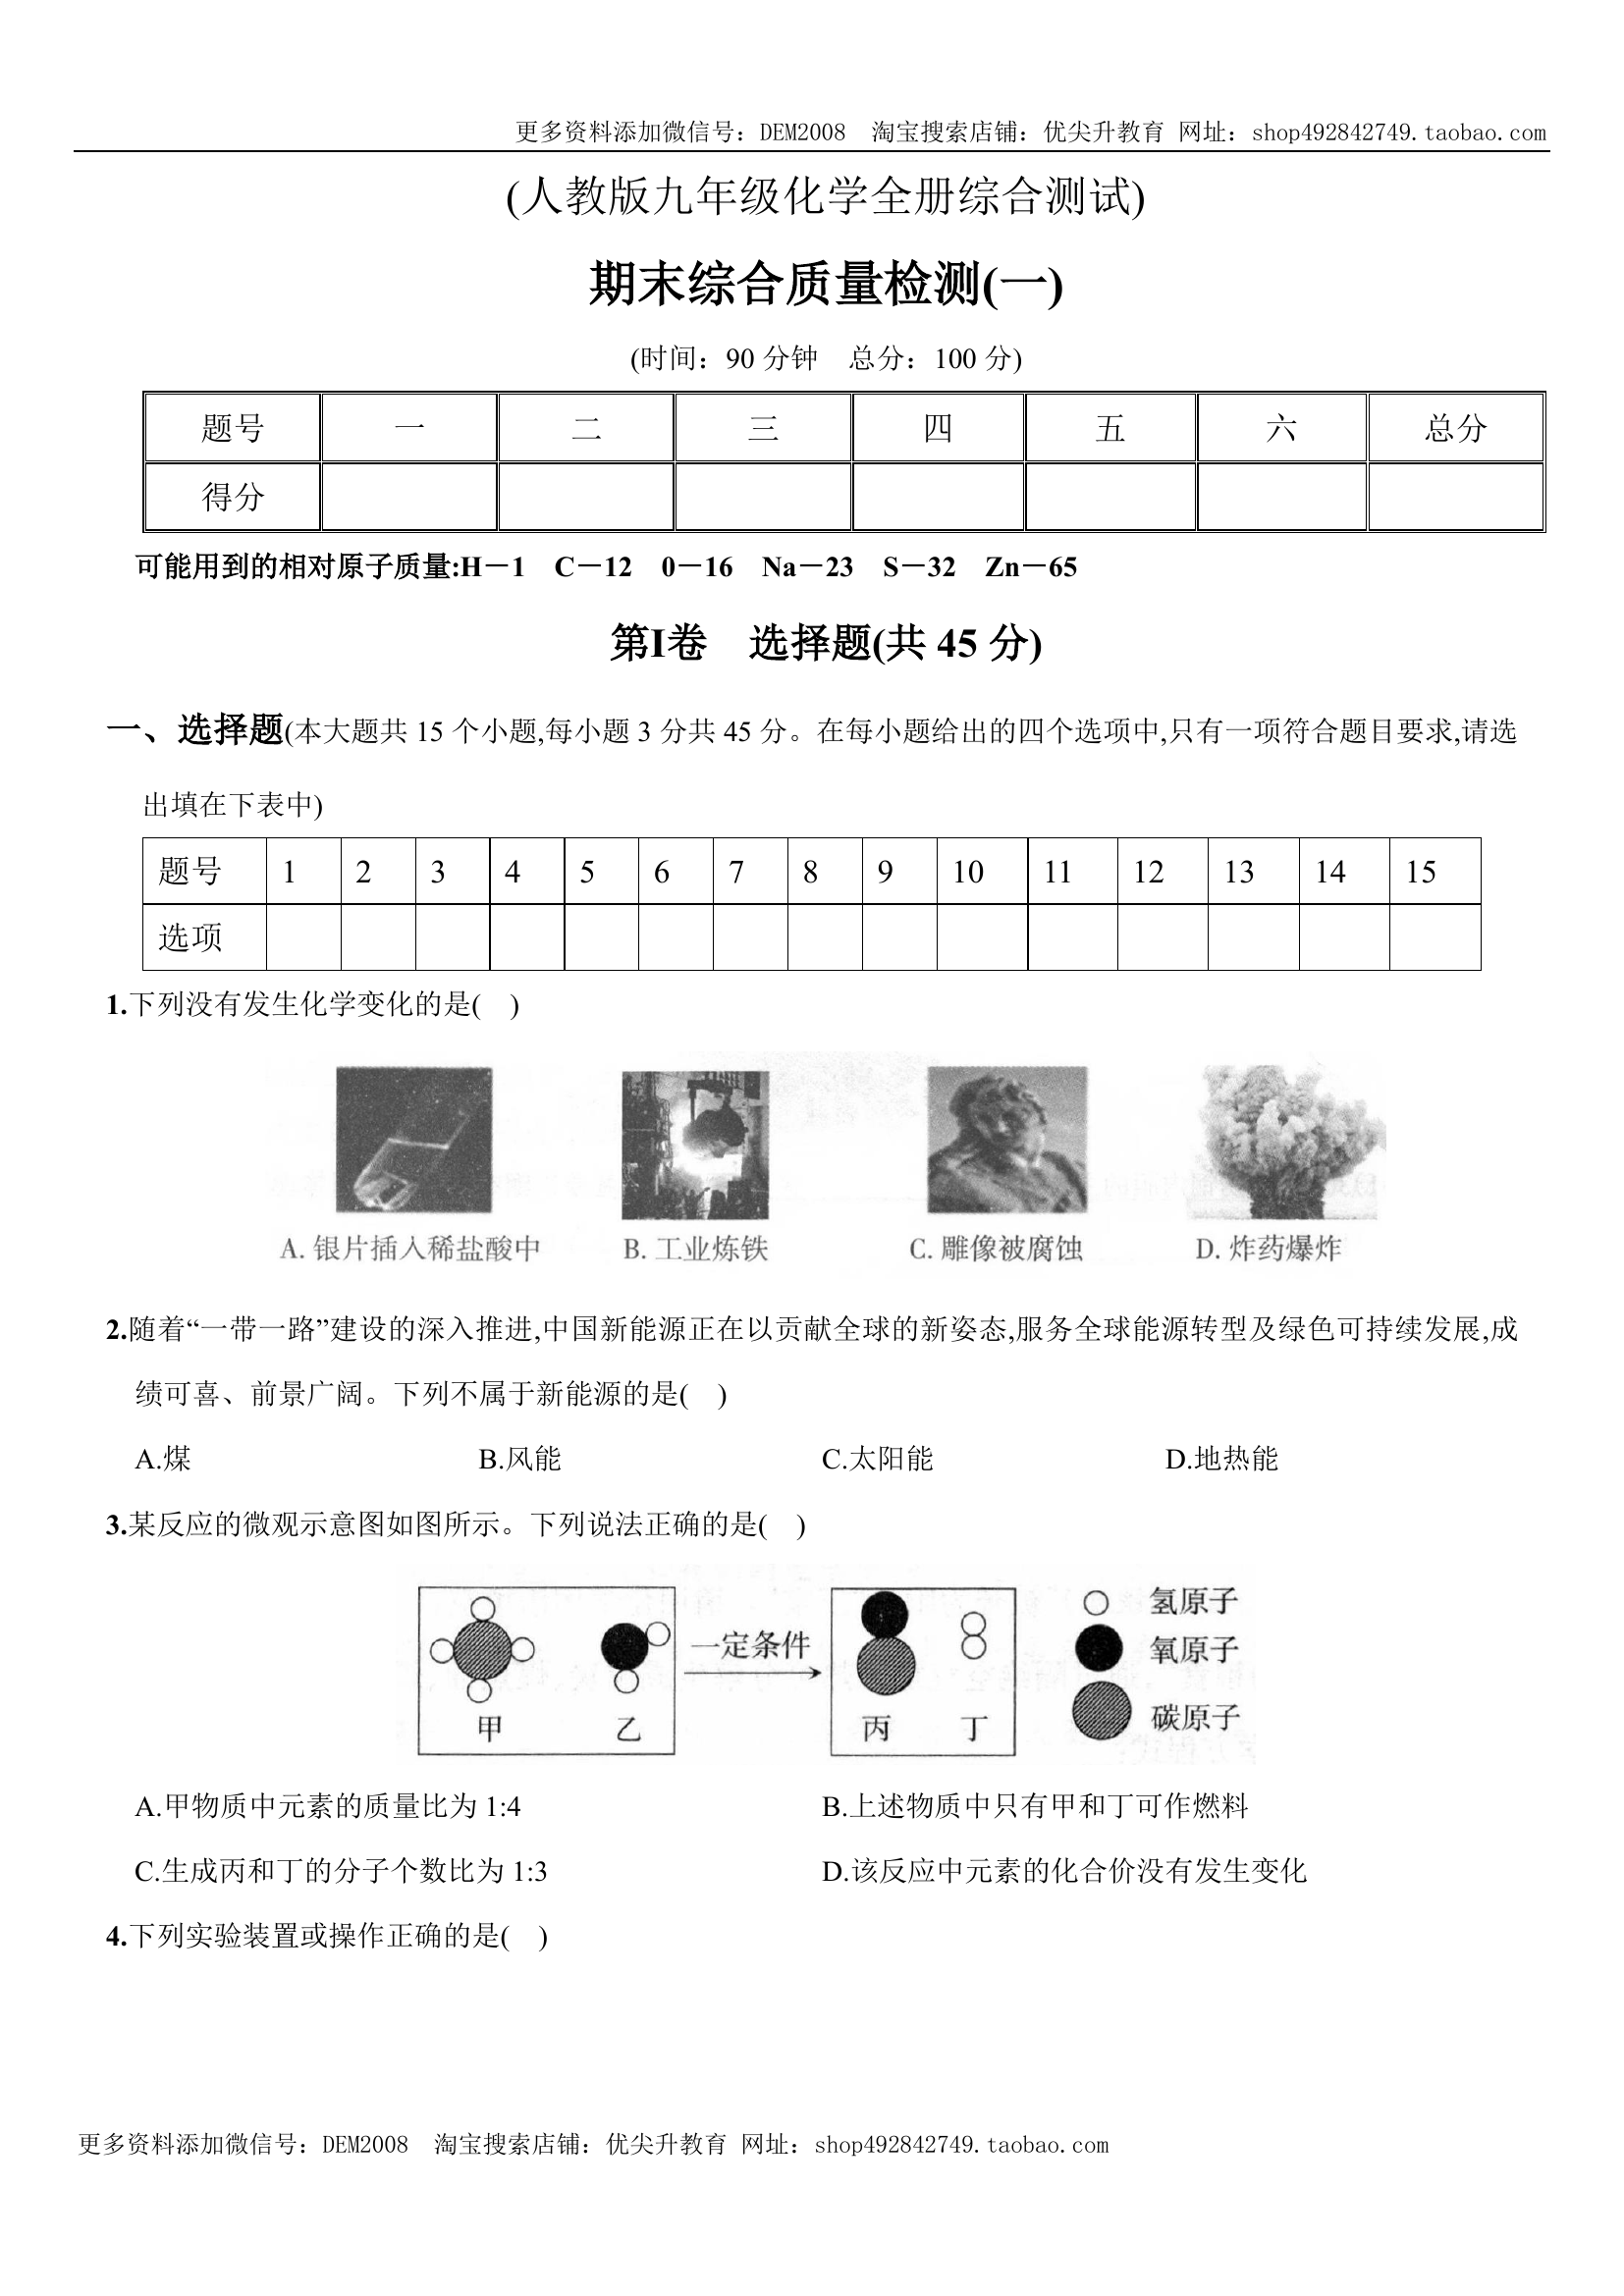 更多资料添加微信号：DEM2008 淘宝搜索店铺：优尖升教育 网址：shop492842749.taobao.com
(人教版九年级化学全册综合测试)
期末综合质量检测(一)
(时间：90 分钟 总分：100 分)
题号 一 二 三 四 五 六 总分
得分
可能用到的相对原子质量:H－1 C－12 0－16 Na－23 S－32 Zn－65
第Ⅰ卷 选择题(共 45 分)
一、选择题(本大题共 15 个小题,每小题 3 分共 45 分。在每小题给出的四个选项中,只有一项符合题目要求,请选
出填在下表中)
题号 1 2 3 4 5 6 7 8 9 10 11 12 13 14 15
选项
1.下列没有发生化学变化的是( )
A. 银片插入稀盐酸中 B. 工业炼铁 C. 雕像被腐蚀 D. 炸药爆炸
2.随着“一带一路”建设的深入推进,中国新能源正在以贡献全球的新姿态,服务全球能源转型及绿色可持续发展,成
绩可喜、前景广阔。下列不属于新能源的是( )
A.煤 B.风能 C.太阳能 D.地热能
3.某反应的微观示意图如图所示。下列说法正确的是( )
氢原子
一定条件 氧原子
碳原子
甲 乙 丙 丁
A.甲物质中元素的质量比为 1:4 B.上述物质中只有甲和丁可作燃料
C.生成丙和丁的分子个数比为 1:3 D.该反应中元素的化合价没有发生变化
4.下列实验装置或操作正确的是( )
更多资料添加微信号：DEM2008 淘宝搜索店铺：优尖升教育 网址：shop492842749.taobao.com